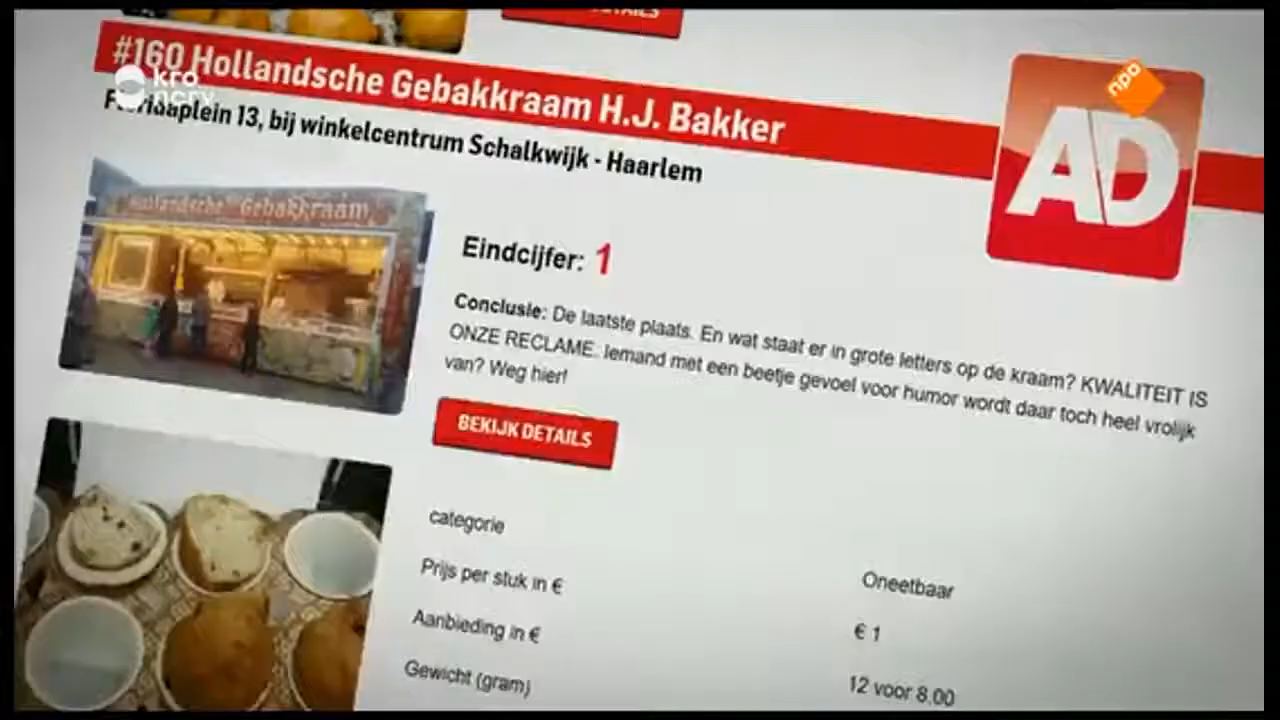 DETAILS
#160 Hollandsche Gebakkraam H.J. Bakker
kro
ncrv
npo
AD
Floriaplein 13, bij winkelcentrum Schalkwijk - Haarlem
Hollandsche Gebakkraam
Eindcijfer: 1
Conclusie: De laatste plaats. En wat staat er in grote letters op de kraam? KWALITEIT IS
ONZE RECLAME. Iemand met een beetje gevoel voor humor wordt daar toch heel vrolijk
van? Weg hier!
BEKIJK DETAILS
categorie
Oneetbaar
Prijs per stuk in €
€ 1
Aanbieding in €
12 voor 8.00
Gewicht (gram)